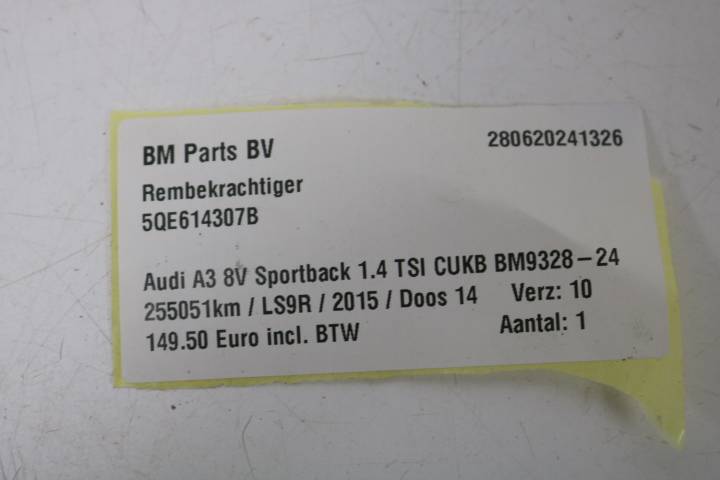 BM Parts BV 280620241326
Rembekrachtiger
5QE614307B
Audi A3 8V Sportback 1.4 TSI CUKB BM9328-24
255051km / LS9R / 2015 / Doos 14 Verz: 10
149.50 Euro incl. BTW Aantal: 1